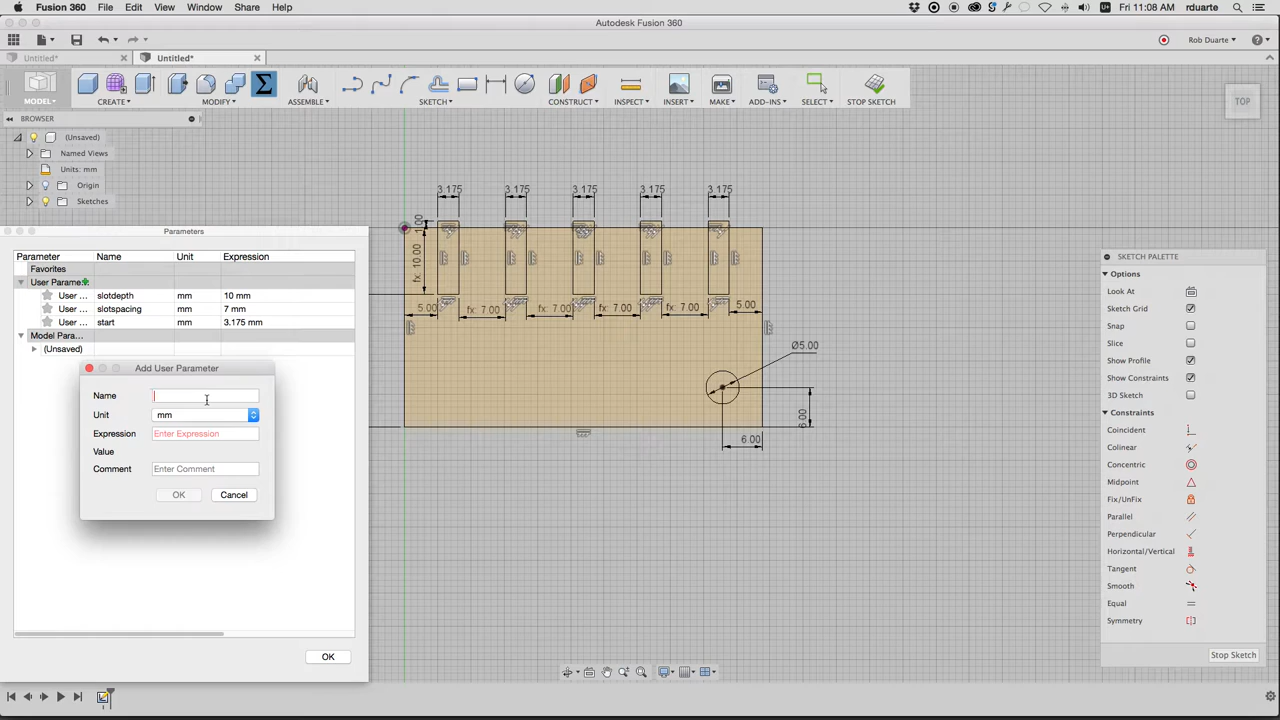 Fusion 360 File Edit View Window Share Help Fri 11:08 AM rduarte
Autodesk Fusion 360
Rob Duarte
Untitled* Untitled*
MODEL CREATE MODIFY ASSEMBLE SKETCH CONSTRUCT INSPECT INSERT MAKE ADD-INS SELECT STOP SKETCH
BROWSER
(Unsaved)
Named Views
Units: mm
Origin
Sketches
TOP
3.175 3.175 3.175 3.175 3.175
1.00
fx: 10.00
5.00 fx: 7.00 fx: 7.00 fx: 7.00 fx: 7.00 5.00
Ø5.00
6.00
6.00
Parameters
Parameter Name Unit Expression
Favorites
User Parame...
User ... slotdepth mm 10 mm
User ... slotspacing mm 7 mm
User ... start mm 3.175 mm
Model Para...
(Unsaved)
Add User Parameter
Name
Unit mm
Expression Enter Expression
Value
Comment Enter Comment
OK Cancel
OK
SKETCH PALETTE
Options
Look At
Sketch Grid
Snap
Slice
Show Profile
Show Constraints
3D Sketch
Constraints
Coincident
Colinear
Concentric
Midpoint
Fix/UnFix
Parallel
Perpendicular
Horizontal/Vertical
Tangent
Smooth
Equal
Symmetry
Stop Sketch